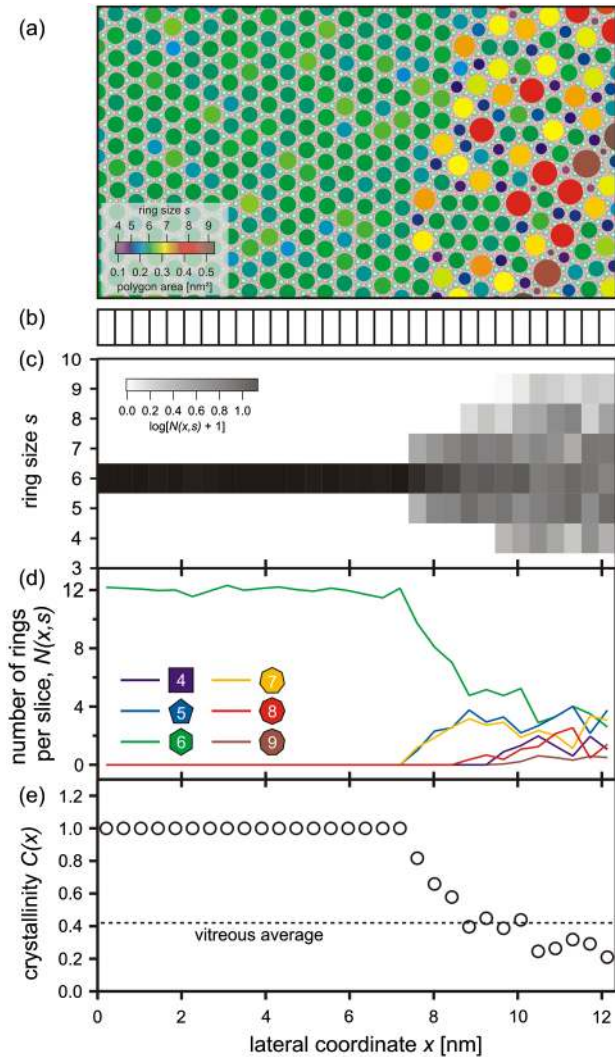 (a)
ring size s
4 5 6 7 8 9
0.1 0.2 0.3 0.4 0.5
polygon area [nm²]
(b)
(c)
10
9
8
7
6
5
4
3
ring size s
0.0 0.2 0.4 0.6 0.8 1.0
log[N(x,s) + 1]
(d)
12
8
4
0
number of rings
per slice, N(x,s)
4 7
5 8
6 9
(e)
1.2
1.0
0.8
0.6
0.4
0.2
0.0
crystallinity C(x)
vitreous average
0 2 4 6 8 10 12
lateral coordinate x [nm]